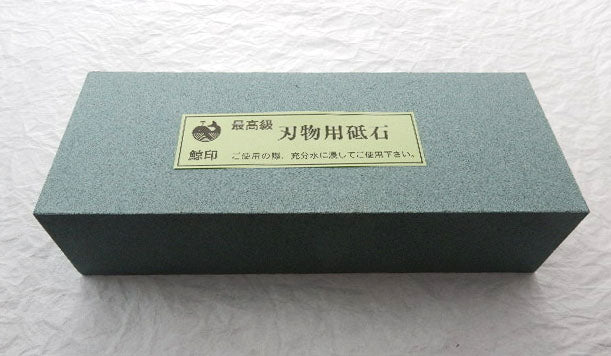 最高級 刃物用砥石
鯨印 ご使用の際、充分水に浸してご使用下さい。